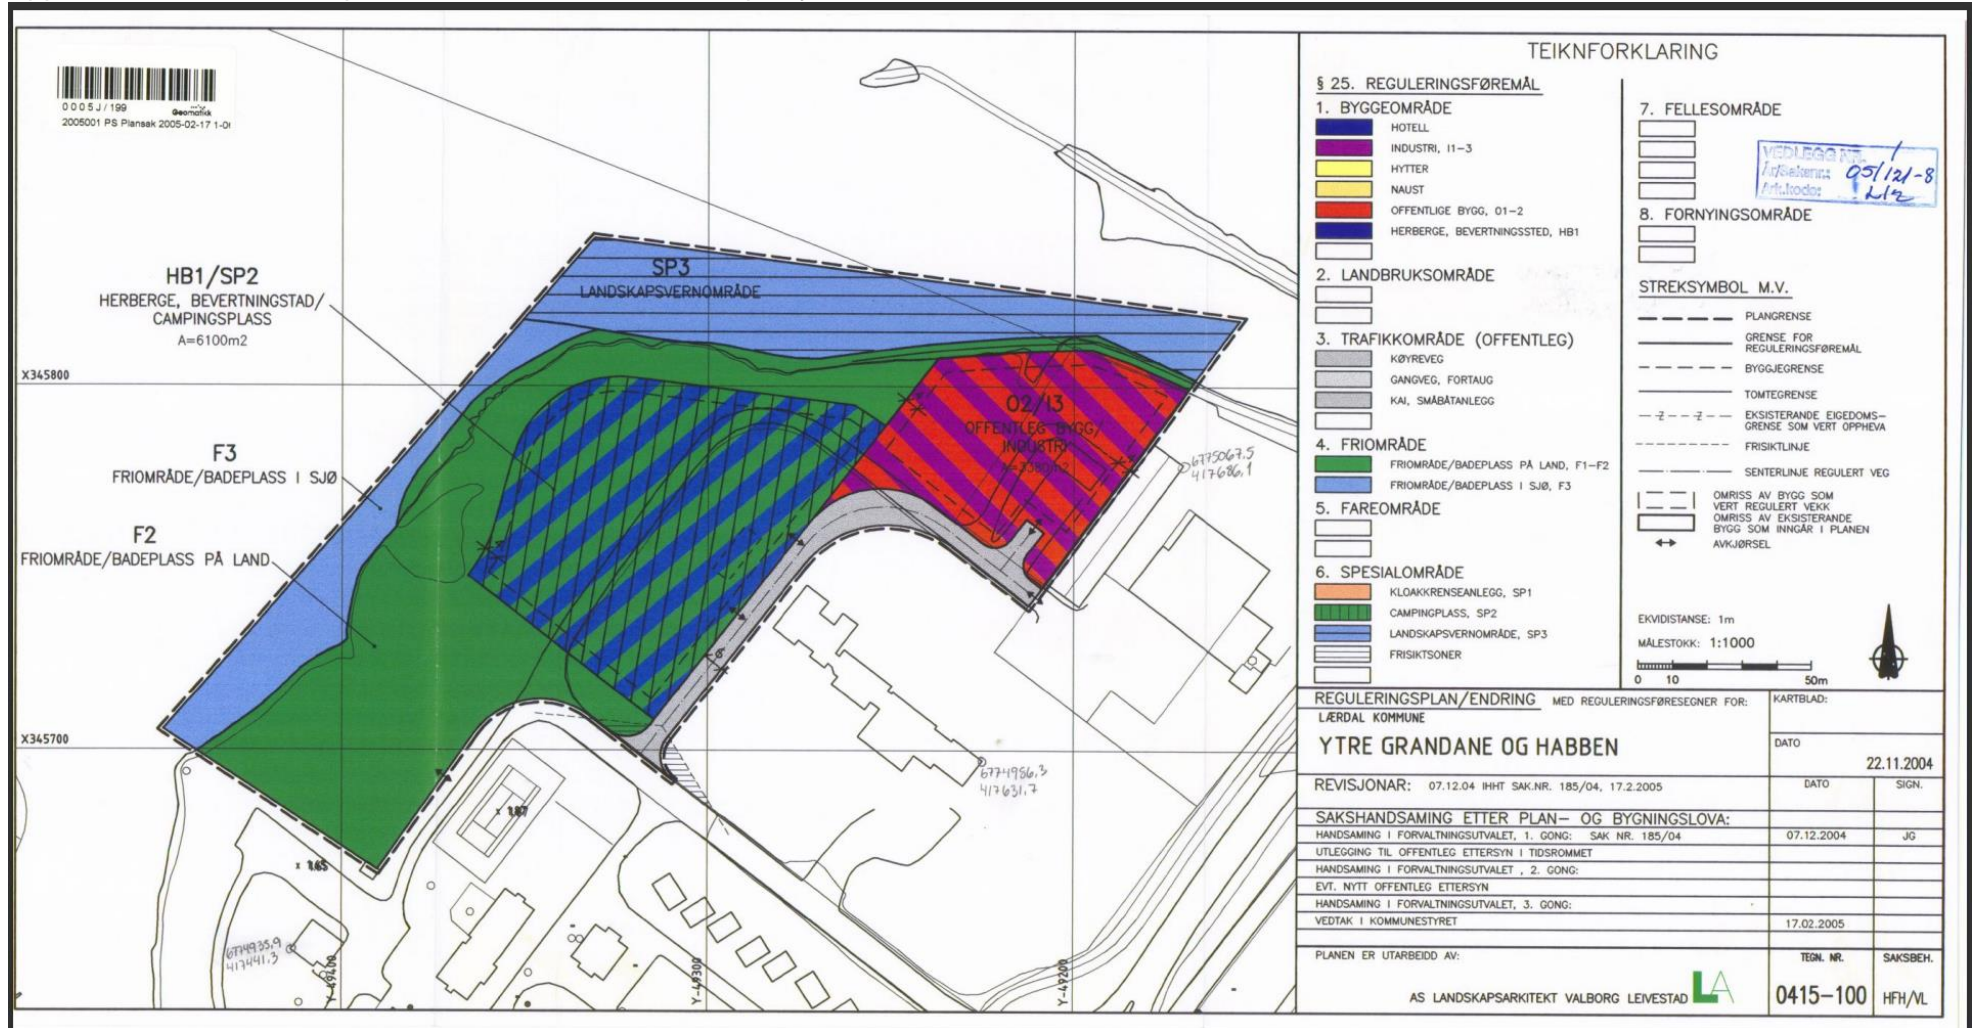 0005J/199
Geomatikk
2005001 PS Plansak 2005-02-17 1-0
HB1/SP2
HERBERGE, BEVERTNINGSTAD/
CAMPINGSPLASS
A=6100m2
X345800
F3
FRIOMRÅDE/BADEPLASS I SJØ
F2
FRIOMRÅDE/BADEPLASS PÅ LAND
X345700
SP3
LANDSKAPSVERNOMRÅDE
O2/I3
OFFENTLEG BYGG/
INDUSTRI
6775067.5
417686,1
6774986,3
417631,7
6774935,9
417441.3
Y-49400
Y-49300
Y-49200
TEIKNFORKLARING
§ 25. REGULERINGSFØREMÅL
1. BYGGEOMRÅDE
HOTELL
INDUSTRI, I1-3
HYTTER
NAUST
OFFENTLIGE BYGG, O1-2
HERBERGE, BEVERTNINGSSTED, HB1
2. LANDBRUKSOMRÅDE
3. TRAFIKKOMRÅDE (OFFENTLEG)
KØYREVEG
GANGVEG, FORTAUG
KAI, SMÅBÅTANLEGG
4. FRIOMRÅDE
FRIOMRÅDE/BADEPLASS PÅ LAND, F1-F2
FRIOMRÅDE/BADEPLASS I SJØ, F3
5. FAREOMRÅDE
6. SPESIALOMRÅDE
KLOAKKRENSEANLEGG, SP1
CAMPINGPLASS, SP2
LANDSKAPSVERNOMRÅDE, SP3
FRISIKTSONER
7. FELLESOMRÅDE
VEDLEGG NR. 1
År/Saksnr.: 05/121-8
Ark.kode: L12
8. FORNYINGSOMRÅDE
STREKSYMBOL M.V.
PLANGRENSE
GRENSE FOR
REGULERINGSFØREMÅL
BYGGJEGRENSE
TOMTEGRENSE
EKSISTERANDE EIGEDOMS-
GRENSE SOM VERT OPPHEVA
FRISIKTLINJE
SENTERLINJE REGULERT VEG
OMRISS AV BYGG SOM
VERT REGULERT VEKK
OMRISS AV EKSISTERANDE
BYGG SOM INNGÅR I PLANEN
AVKJØRSEL
EKVIDISTANSE: 1m
MÅLESTOKK: 1:1000
0 10 50m
REGULERINGSPLAN/ENDRING MED REGULERINGSFØRESEGNER FOR:
LÆRDAL KOMMUNE
YTRE GRANDANE OG HABBEN
KARTBLAD:
DATO
22.11.2004
REVISJONAR: 07.12.04 IHHT SAK.NR. 185/04, 17.2.2005
DATO SIGN.
SAKSHANDSAMING ETTER PLAN- OG BYGNINGSLOVA:
HANDSAMING I FORVALTNINGSUTVALET, 1. GONG: SAK NR. 185/04 07.12.2004 JG
UTLEGGING TIL OFFENTLEG ETTERSYN I TIDSROMMET
HANDSAMING I FORVALTNINGSUTVALET , 2. GONG:
EVT. NYTT OFFENTLEG ETTERSYN
HANDSAMING I FORVALTNINGSUTVALET, 3. GONG:
VEDTAK I KOMMUNESTYRET 17.02.2005
PLANEN ER UTARBEIDD AV:
AS LANDSKAPSARKITEKT VALBORG LEIVESTAD LA
TEGN. NR. SAKSBEH.
0415-100 HFH/VL